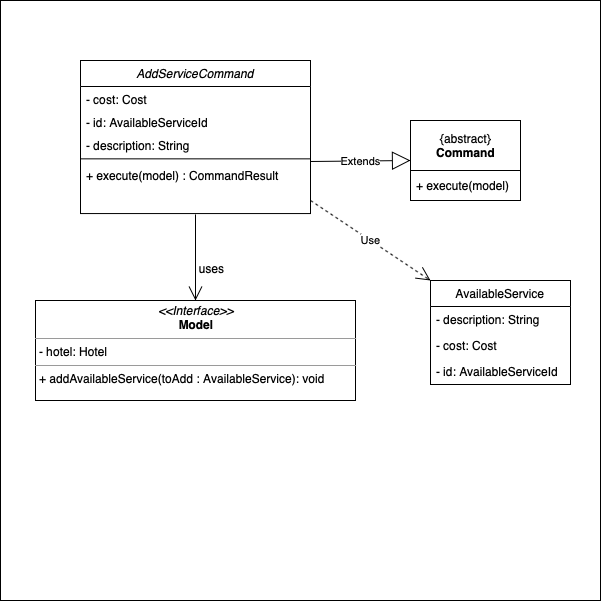 AddServiceCommand
- cost: Cost
- id: AvailableServiceId
- description: String
+ execute(model) : CommandResult
Extends
{abstract}
Command
+ execute(model)
Use
uses
AvailableService
- description: String
- cost: Cost
- id: AvailableServiceId
<<Interface>>
Model
- hotel: Hotel
+ addAvailableService(toAdd : AvailableService): void